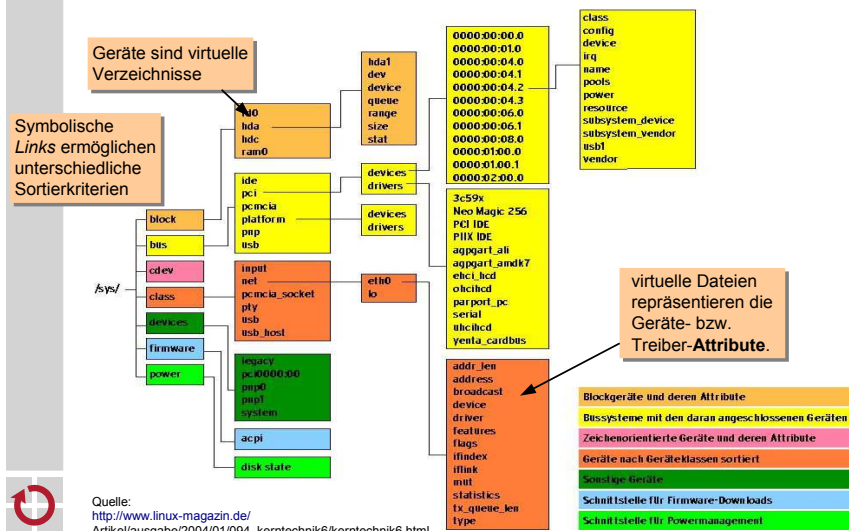 Geräte sind virtuelle
Verzeichnisse
Symbolische
Links ermöglichen
unterschiedliche
Sortierkriterien
/sys/
block
bus
cdev
class
devices
firmware
power
hda
hdc
ram0
hda1
dev
device
queue
range
size
stat
ide
pci
pcmcia
platform
pnp
usb
devices
drivers
devices
drivers
0000:00:00.0
0000:00:01.0
0000:00:04.0
0000:00:04.1
0000:00:04.2
0000:00:04.3
0000:00:06.0
0000:00:06.1
0000:00:08.0
0000:01:00.0
0000:01:00.1
0000:02:00.0
class
config
device
irq
name
pools
power
resource
subsystem_device
subsystem_vendor
usb1
vendor
3c59x
Neo Magic 256
PCI IDE
PIIX IDE
agpgart_ali
agpgart_amdk7
ehci_hcd
ohcihcd
parport_pc
serial
uhcihcd
yenta_cardbus
input
net
pcmcia_socket
pty
usb
usb_host
eth0
lo
addr_len
address
broadcast
device
driver
features
flags
ifindex
iflink
mut
statistics
tx_queue_len
type
legacy
pci0000:00
pnp0
pnp1
system
acpi
disk state
virtuelle Dateien
repräsentieren die
Geräte- bzw.
Treiber-Attribute.
Blockgeräte und deren Attribute
Bussysteme mit den daran angeschlossenen Geräten
Zeichenorientierte Geräte und deren Attribute
Geräte nach Geräteklassen sortiert
Sonstige Geräte
Schnittstelle für Firmware-Downloads
Schnittstelle für Powermanagement
Quelle:
http://www.linux-magazin.de/
Artikel/ausgabe/2004/01/094_kerntechnik6/kerntechnik6.html